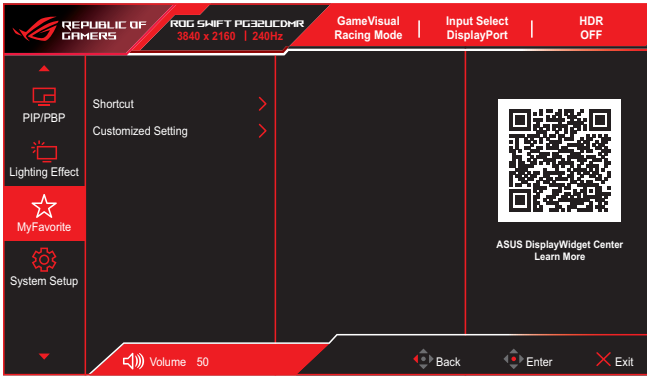 REPUBLIC OF
GAMERS
ROG SWIFT PG32UCDMR
3840 x 2160 | 240Hz
GameVisual
Racing Mode
Input Select
DisplayPort
HDR
OFF
PIP/PBP
Lighting Effect
MyFavorite
System Setup
Shortcut
Customized Setting
ASUS DisplayWidget Center
Learn More
Volume 50
Back
Enter
Exit